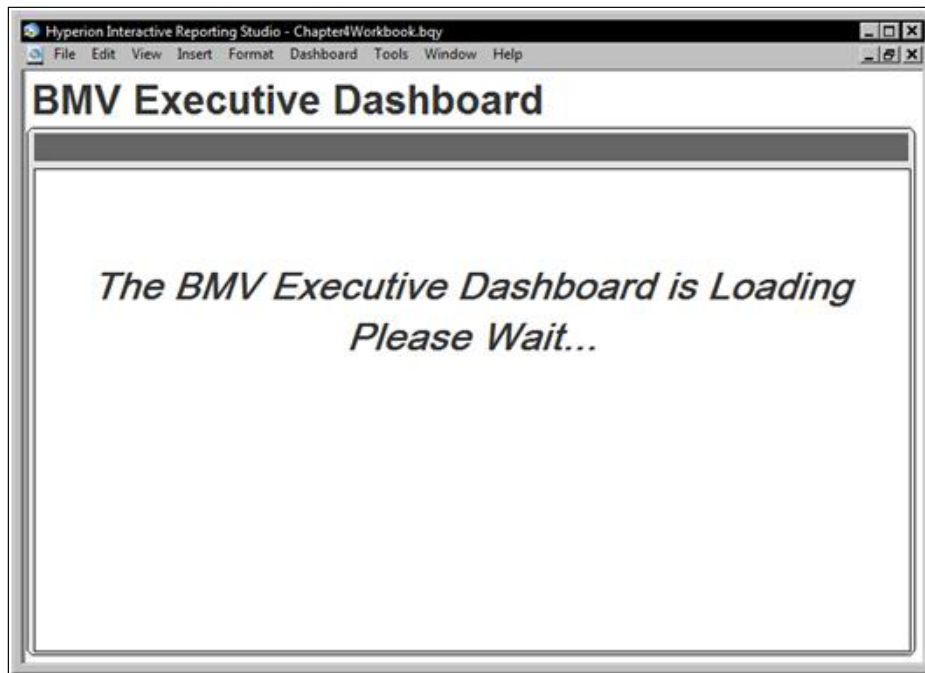 Hyperion Interactive Reporting Studio - Chapter4Workbook.bqy
File Edit View Insert Format Dashboard Tools Window Help
BMV Executive Dashboard
The BMV Executive Dashboard is Loading
Please Wait...